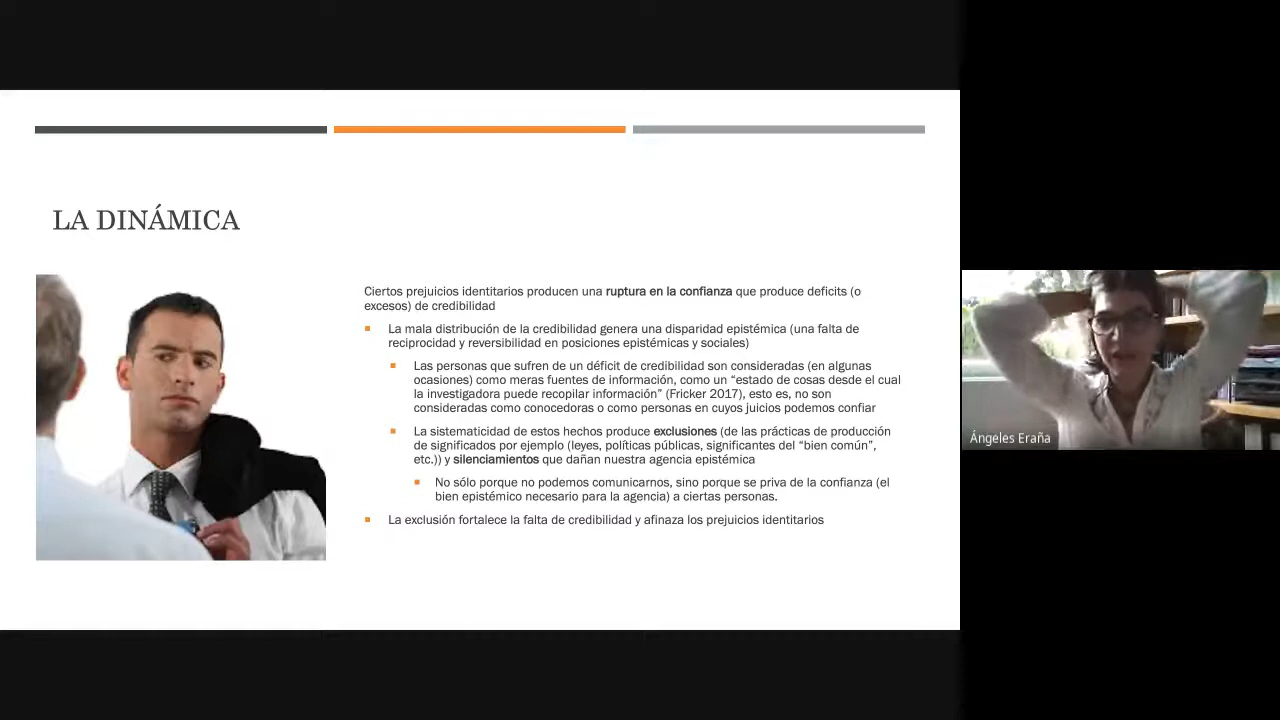 LA DINÁMICA
Ciertos prejuicios identitarios producen una ruptura en la confianza que produce deficits (o
excesos) de credibilidad
La mala distribución de la credibilidad genera una disparidad epistémica (una falta de
reciprocidad y reversibilidad en posiciones epistémicas y sociales)
Las personas que sufren de un déficit de credibilidad son consideradas (en algunas
ocasiones) como meras fuentes de información, como un “estado de cosas desde el cual
la investigadora puede recopilar información” (Fricker 2017), esto es, no son
consideradas como conocedoras o como personas en cuyos juicios podemos confiar
La sistematicidad de estos hechos produce exclusiones (de las prácticas de producción
de significados por ejemplo (leyes, políticas públicas, significantes del “bien común”,
etc.)) y silenciamientos que dañan nuestra agencia epistémica
No sólo porque no podemos comunicarnos, sino porque se priva de la confianza (el
bien epistémico necesario para la agencia) a ciertas personas.
La exclusión fortalece la falta de credibilidad y afinaza los prejuicios identitarios
Ángeles Eraña